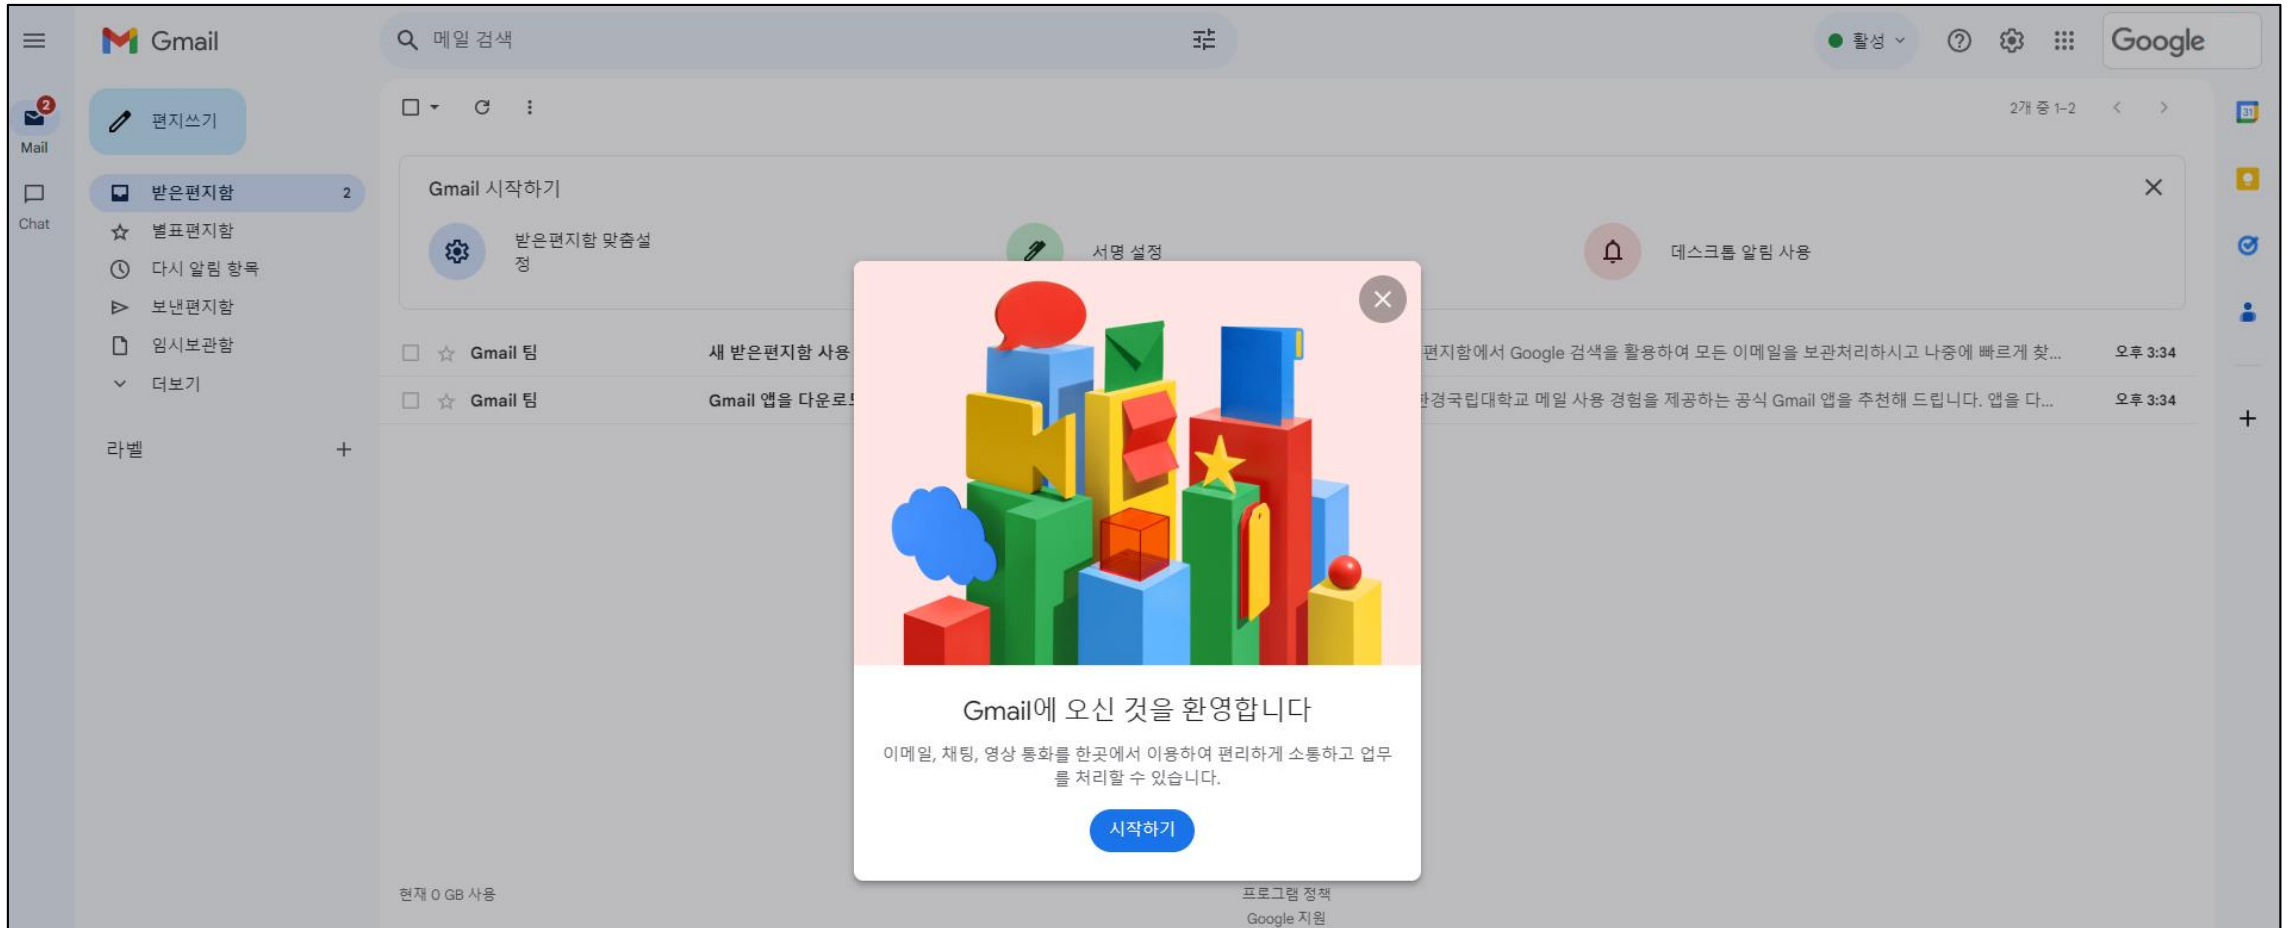 Gmail
메일 검색
활성
Google
2
Mail
Chat
편지쓰기
받은편지함 2
별표편지함
다시 알림 항목
보낸편지함
임시보관함
더보기
라벨
2개 중 1–2
Gmail 시작하기
받은편지함 맞춤설
정
서명 설정
데스크톱 알림 사용
Gmail 팀 새 받은편지함 사용 편지함에서 Google 검색을 활용하여 모든 이메일을 보관처리하시고 나중에 빠르게 찾... 오후 3:34
Gmail 팀 Gmail 앱을 다운로드 한경국립대학교 메일 사용 경험을 제공하는 공식 Gmail 앱을 추천해 드립니다. 앱을 다... 오후 3:34
31
Gmail에 오신 것을 환영합니다
이메일, 채팅, 영상 통화를 한곳에서 이용하여 편리하게 소통하고 업무
를 처리할 수 있습니다.
시작하기
현재 0 GB 사용
프로그램 정책
Google 지원